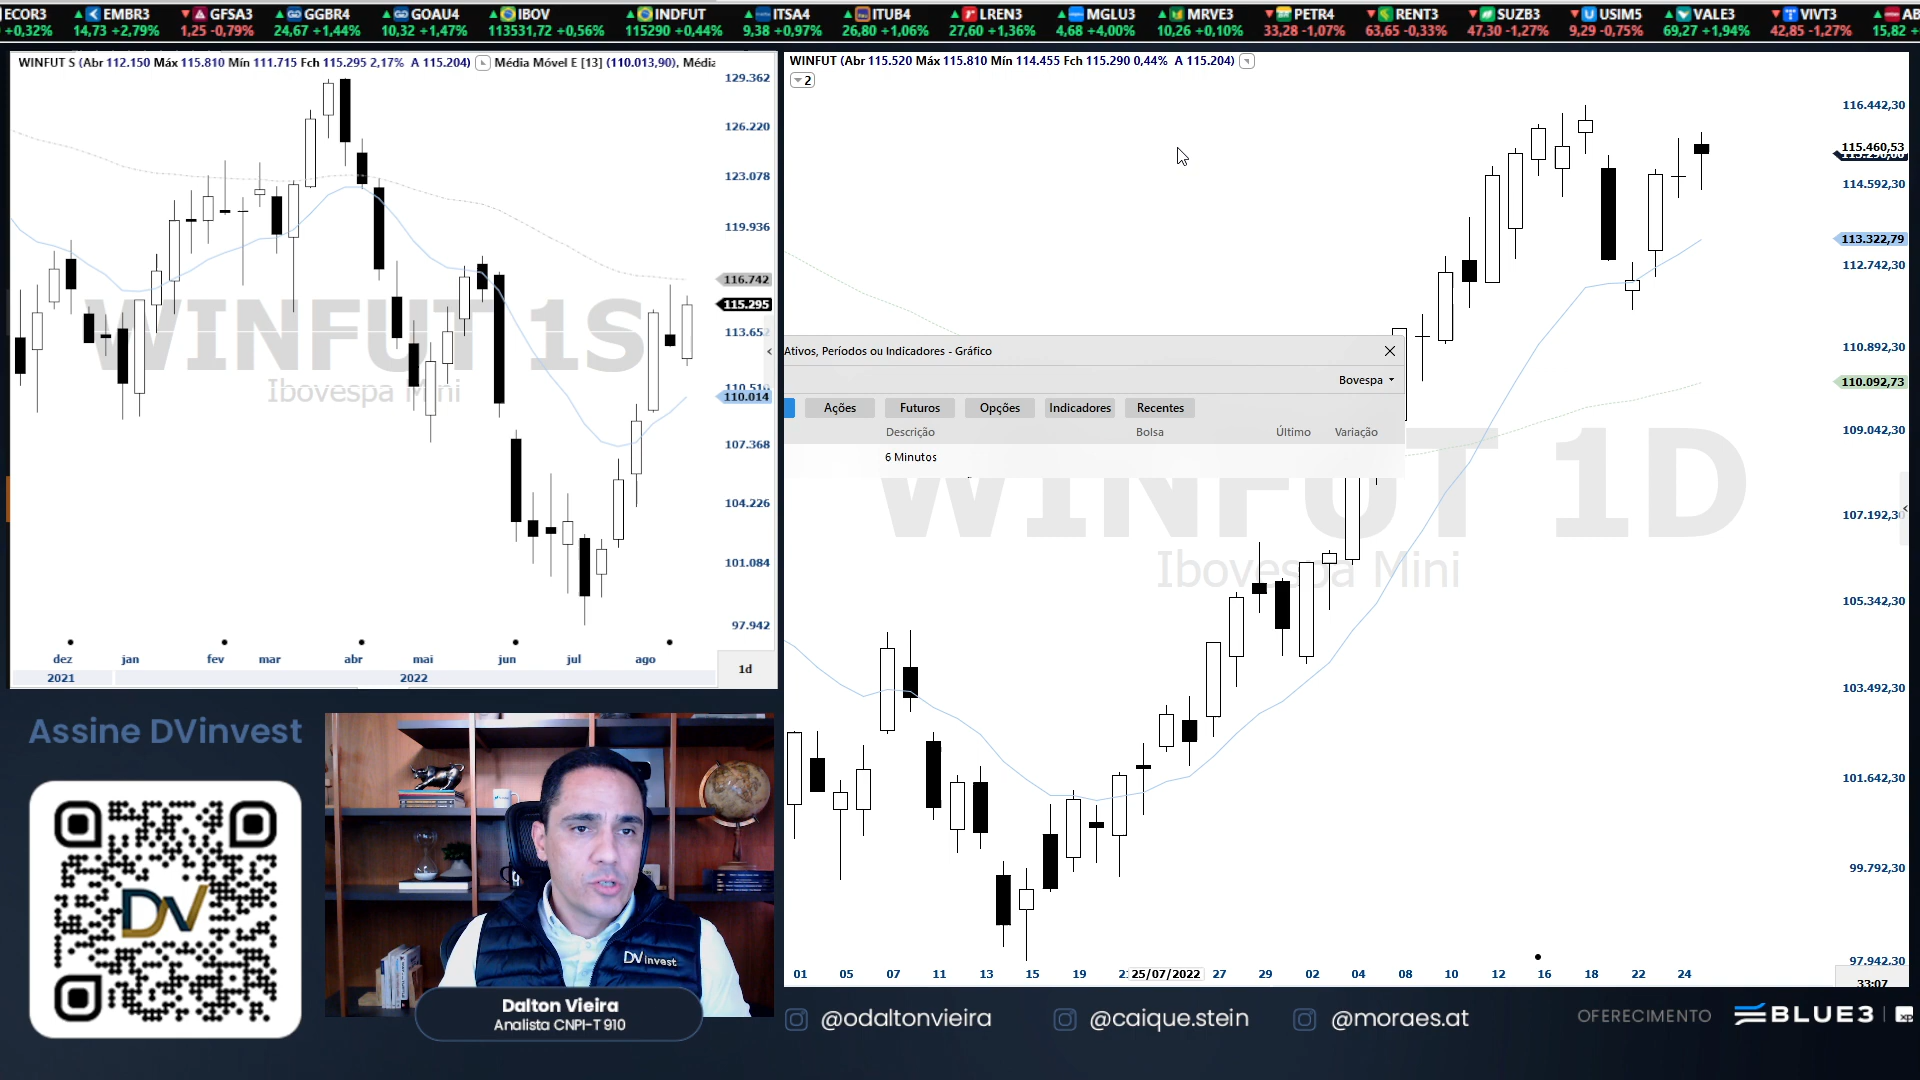 ECOR3 EMBR3 GFSA3 GGBR4 GOAU4 IBOV INDFUT ITSA4 ITUB4 LREN3 MGLU3 MRVE3 PETR4 RENT3 SUZB3 USIM5 VALE3 VIVT3 AB
+0,32% 14,73 +2,79% 1,25 -0,79% 24,67 +1,44% 10,32 +1,47% 113531,72 +0,56% 115290 +0,44% 9,38 +0,97% 26,80 +1,06% 27,60 +1,36% 4,68 +4,00% 10,26 +0,10% 33,28 -1,07% 63,65 -0,33% 47,30 -1,27% 9,29 -0,75% 69,27 +1,94% 42,85 -1,27% 15,82 +
WINFUT S (Abr 112.150 Máx 115.810 Mín 111.715 Fch 115.295 2,17% A 115.204) Média Móvel E [13] (110.013,90), Média
129.362
126.220
123.078
119.936
116.742
115.295
113.652
110.014
107.368
104.226
101.084
97.942
WINFUT 1S
Ibovespa Mini
dez jan fev mar abr mai jun jul ago
2021 2022
1d
WINFUT (Abr 115.520 Máx 115.810 Mín 114.455 Fch 115.290 0,44% A 115.204)
2
116.442,30
115.460,53
114.592,30
113.322,79
112.742,30
110.892,30
110.092,73
109.042,30
107.192,30
105.342,30
103.492,30
101.642,30
99.792,30
97.942,30
33:07
WINFUT 1D
Ibovespa Mini
Ativos, Períodos ou Indicadores - Gráfico
Bovespa
Ações Futuros Opções Indicadores Recentes
Descrição Bolsa Último Variação
6 Minutos
01 05 07 11 13 15 19 25/07/2022 27 29 02 04 08 10 12 16 18 22 24
Assine DVinvest
DV
DVinvest
Dalton Vieira
Analista CNPI-T 910
@odaltonvieira
@caique.stein
@moraes.at
OFERECIMENTO BLUE3 xp